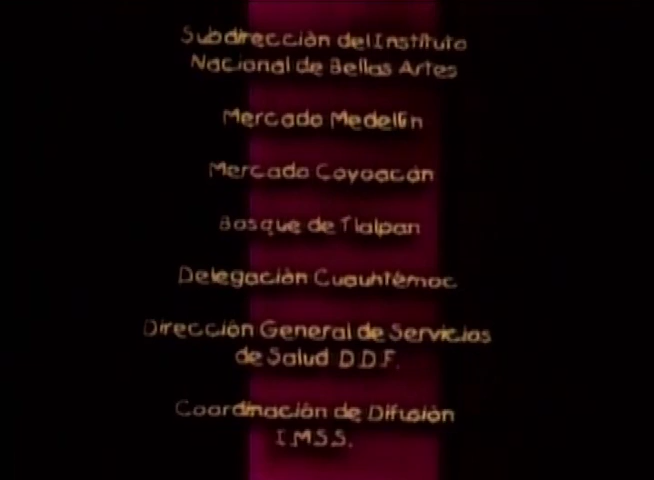 Subdirección del Instituto
Nacional de Bellas Artes
Mercado Medellín
Mercado Coyoacán
Bosque de Tlalpan
Delegación Cuauhtémoc
Dirección General de Servicios
de Salud D.D.F.
Coordinación de Difusión
I.M.S.S.